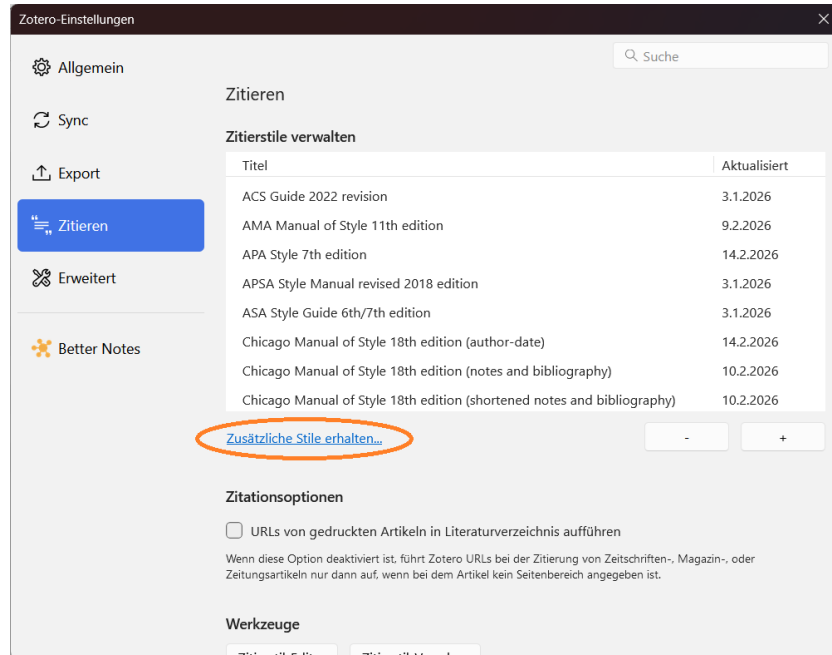 Zotero-Einstellungen
Suche
Allgemein
Sync
Export
Zitieren
Erweitert
Better Notes
Zitieren
Zitierstile verwalten
Titel Aktualisiert
ACS Guide 2022 revision 3.1.2026
AMA Manual of Style 11th edition 9.2.2026
APA Style 7th edition 14.2.2026
APSA Style Manual revised 2018 edition 3.1.2026
ASA Style Guide 6th/7th edition 3.1.2026
Chicago Manual of Style 18th edition (author-date) 14.2.2026
Chicago Manual of Style 18th edition (notes and bibliography) 10.2.2026
Chicago Manual of Style 18th edition (shortened notes and bibliography) 10.2.2026
Zusätzliche Stile erhalten...
- +
Zitationsoptionen
URLs von gedruckten Artikeln in Literaturverzeichnis aufführen
Wenn diese Option deaktiviert ist, führt Zotero URLs bei der Zitierung von Zeitschriften-, Magazin-, oder
Zeitungsartikeln nur dann auf, wenn bei dem Artikel kein Seitenbereich angegeben ist.
Werkzeuge